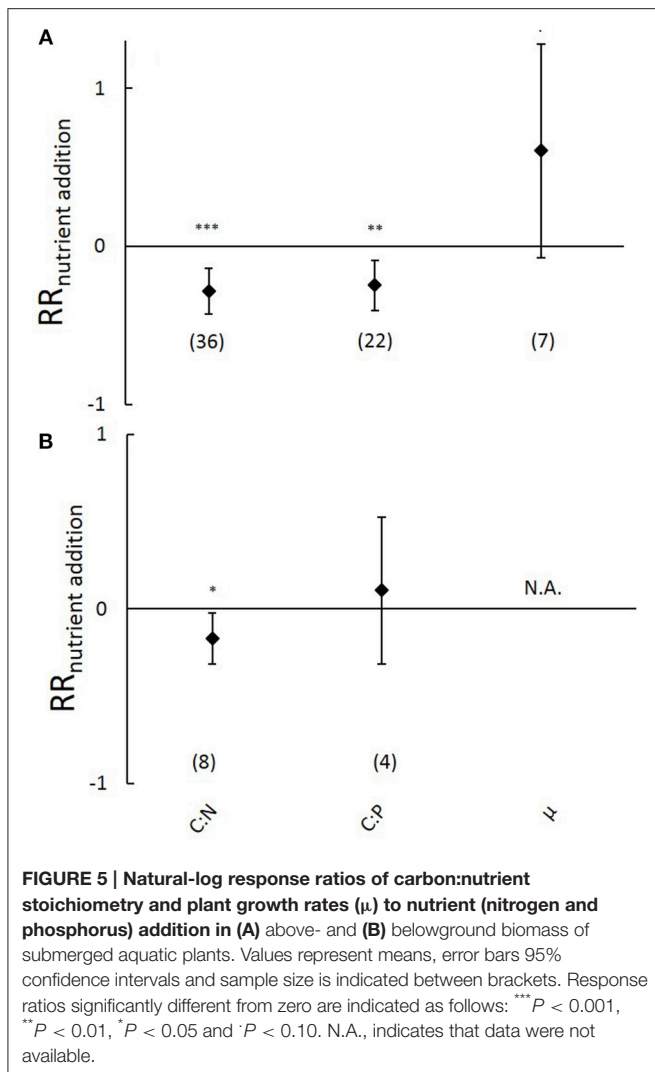 A
·
1
*** **
0
RR nutrient addition
(36) (22) (7)
-1
B
1
N.A.
*
0
RR nutrient addition
(8) (4)
-1
C:N C:P μ
FIGURE 5 | Natural-log response ratios of carbon:nutrient
stoichiometry and plant growth rates (μ) to nutrient (nitrogen and
phosphorus) addition in (A) above- and (B) belowground biomass of
submerged aquatic plants. Values represent means, error bars 95%
confidence intervals and sample size is indicated between brackets. Response
ratios significantly different from zero are indicated as follows: ***P < 0.001,
**P < 0.01, *P < 0.05 and ·P < 0.10. N.A., indicates that data were not
available.